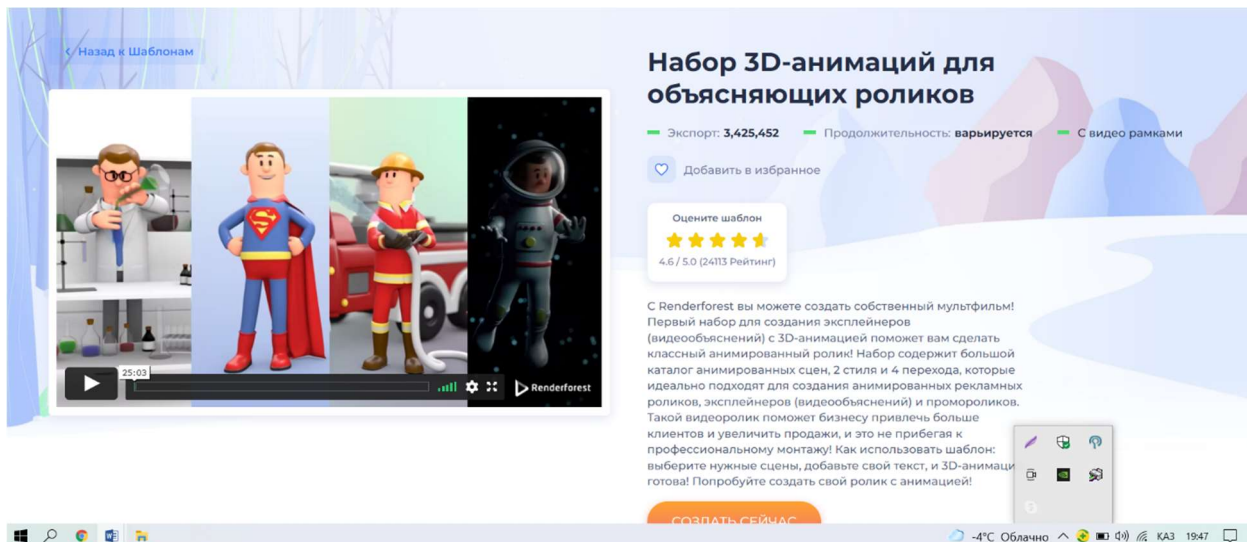 Назад к Шаблонам
Набор 3D-анимаций для
объясняющих роликов
Экспорт: 3,425,452 Продолжительность: варьируется С видео рамками
Добавить в избранное
Оцените шаблон
4.6 / 5.0 (24113 Рейтинг)
С Renderforest вы можете создать собственный мультфильм!
Первый набор для создания эксплейнеров
(видеообъяснений) с 3D-анимацией поможет вам сделать
классный анимированный ролик! Набор содержит большой
каталог анимированных сцен, 2 стиля и 4 перехода, которые
идеально подходят для создания анимированных рекламных
роликов, эксплейнеров (видеообъяснений) и промороликов.
Такой видеоролик поможет бизнесу привлечь больше
клиентов и увеличить продажи, и это не прибегая к
профессиональному монтажу! Как использовать шаблон:
выберите нужные сцены, добавьте свой текст, и 3D-анимаци
готова! Попробуйте создать свой ролик с анимацией!
СОЗДАТЬ СЕЙЧАС
25:03
Renderforest
-4°C Облачно КАЗ 19:47